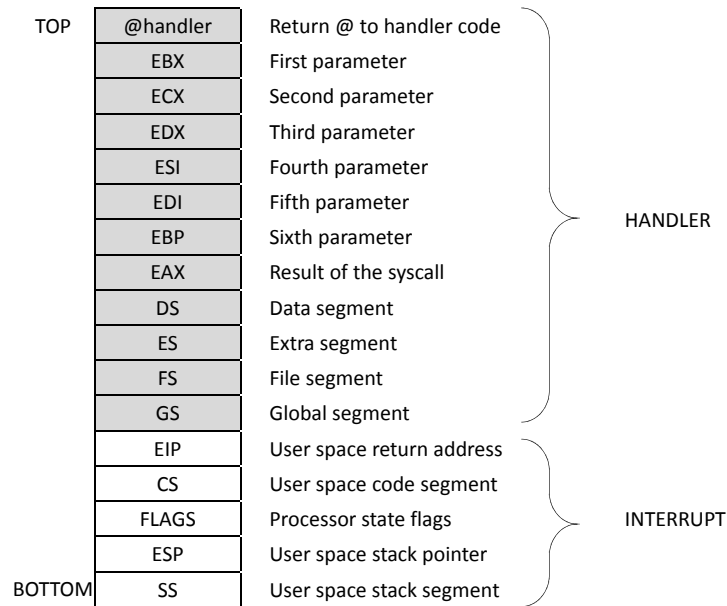 TOP @handler Return @ to handler code
EBX First parameter
ECX Second parameter
EDX Third parameter
ESI Fourth parameter
EDI Fifth parameter
HANDLER
EBP Sixth parameter
EAX Result of the syscall
DS Data segment
ES Extra segment
FS File segment
GS Global segment
EIP User space return address
CS User space code segment
FLAGS Processor state flags INTERRUPT
ESP User space stack pointer
BOTTOM SS User space stack segment